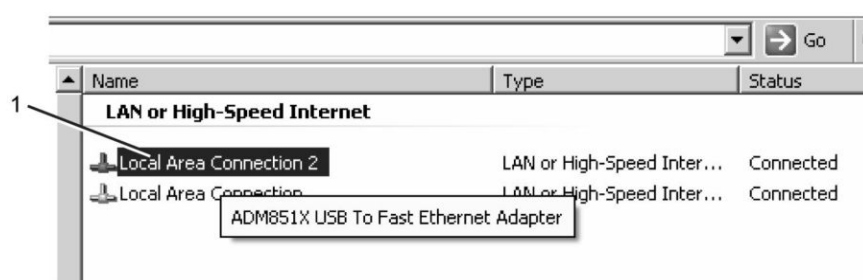 Go
Name Type Status
LAN or High-Speed Internet
1
Local Area Connection 2 LAN or High-Speed Inter... Connected
Local Area Connection LAN or High-Speed Inter... Connected
ADM851X USB To Fast Ethernet Adapter